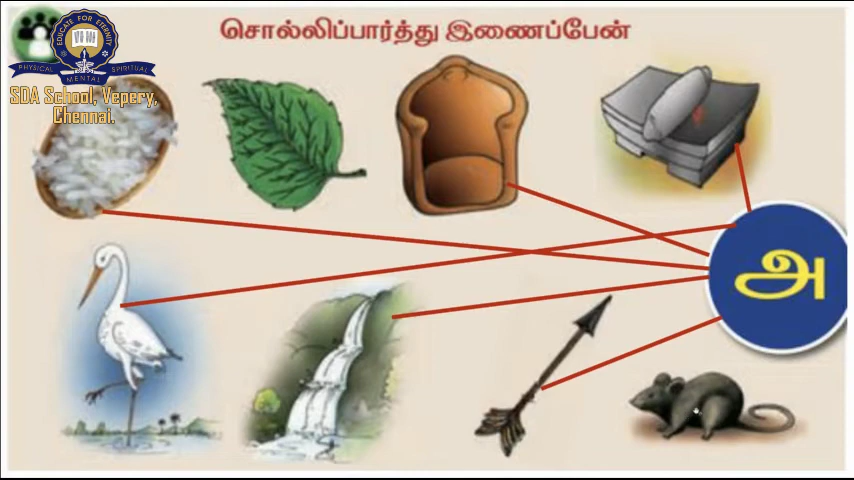 சொல்லிப்பார்த்து இணைப்பேன்
EDUCATE FOR ETERNITY
PHYSICAL MENTAL SPIRITUAL
SDA School, Vepery,
Chennai.
அ